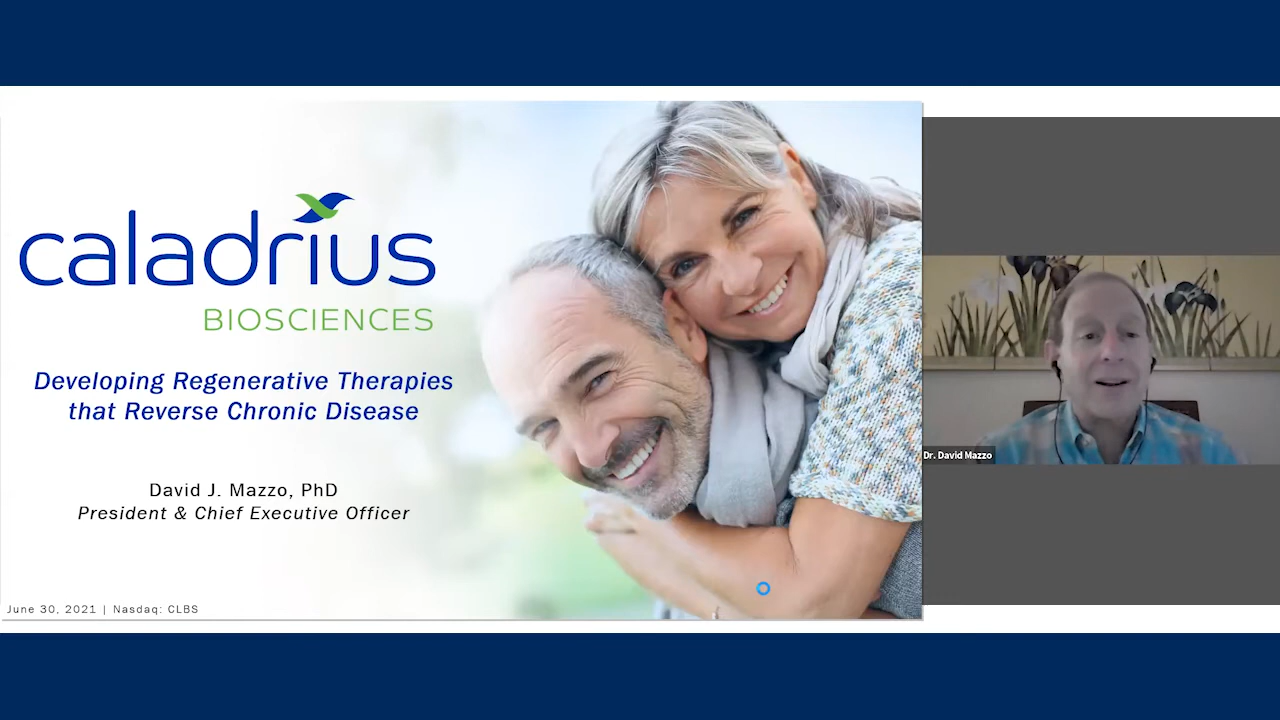 caladrius
BIOSCIENCES
Developing Regenerative Therapies
that Reverse Chronic Disease
David J. Mazzo, PhD
President & Chief Executive Officer
June 30, 2021 | Nasdaq: CLBS
Dr. David Mazzo